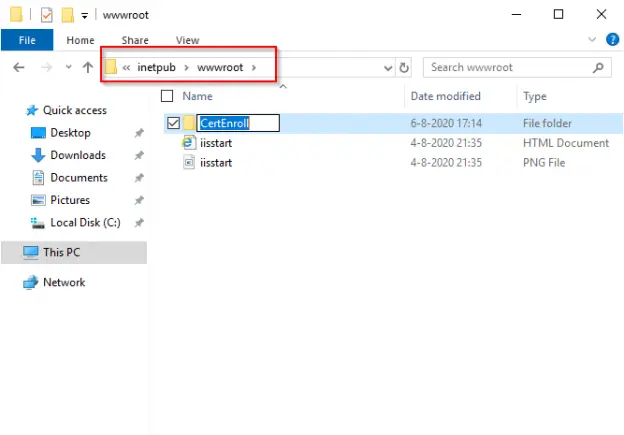 wwwroot
File Home Share View
« inetpub › wwwroot › Search wwwroot
Name Date modified Type
Quick access
Desktop
Downloads
Documents
Pictures
Local Disk (C:)
This PC
Network
CertEnroll 6-8-2020 17:14 File folder
iisstart 4-8-2020 21:35 HTML Document
iisstart 4-8-2020 21:35 PNG File